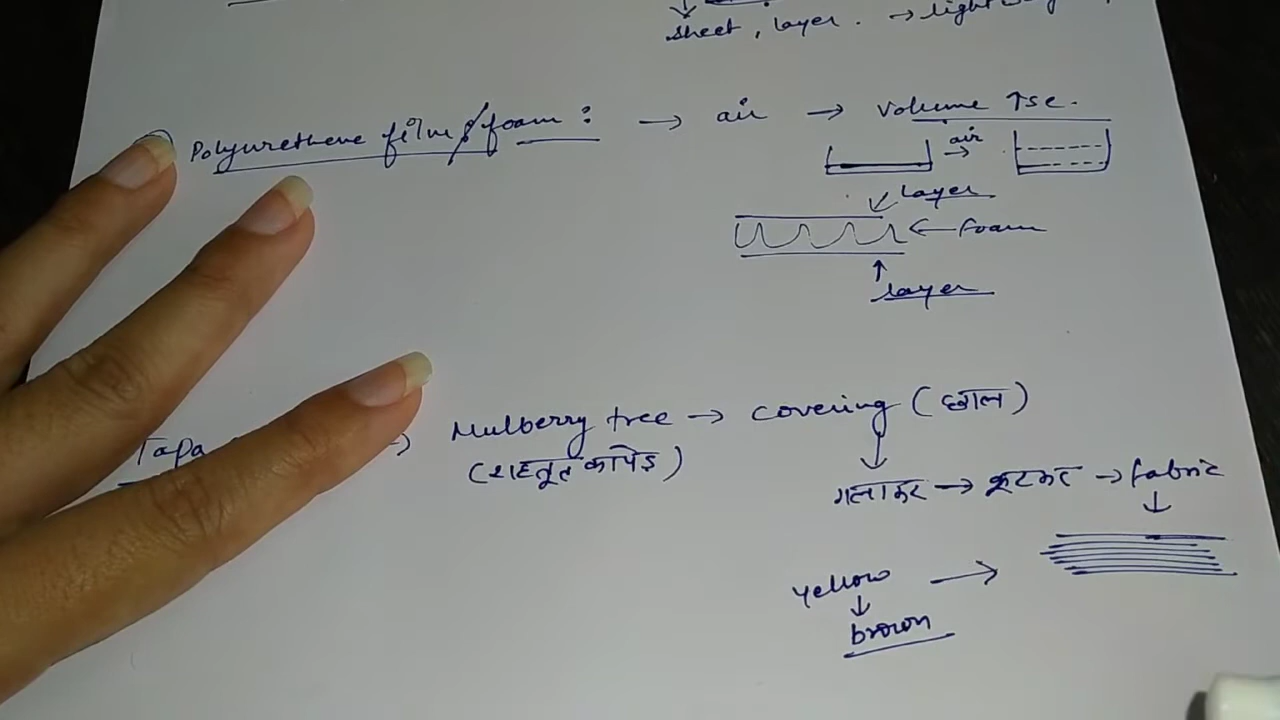 sheet, layer. →
Polyurethene film/foam : → air → volume ↑se.
air →
layer
← foam
layer
Tapa → Mulberry tree → covering (छाल)
(शहतूत का पेड़)
गलाकर → कूटकर → fabric
yellow →
brown